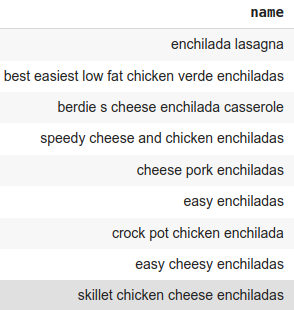 name
enchilada lasagna
best easiest low fat chicken verde enchiladas
berdie s cheese enchilada casserole
speedy cheese and chicken enchiladas
cheese pork enchiladas
easy enchiladas
crock pot chicken enchilada
easy cheesy enchiladas
skillet chicken cheese enchiladas